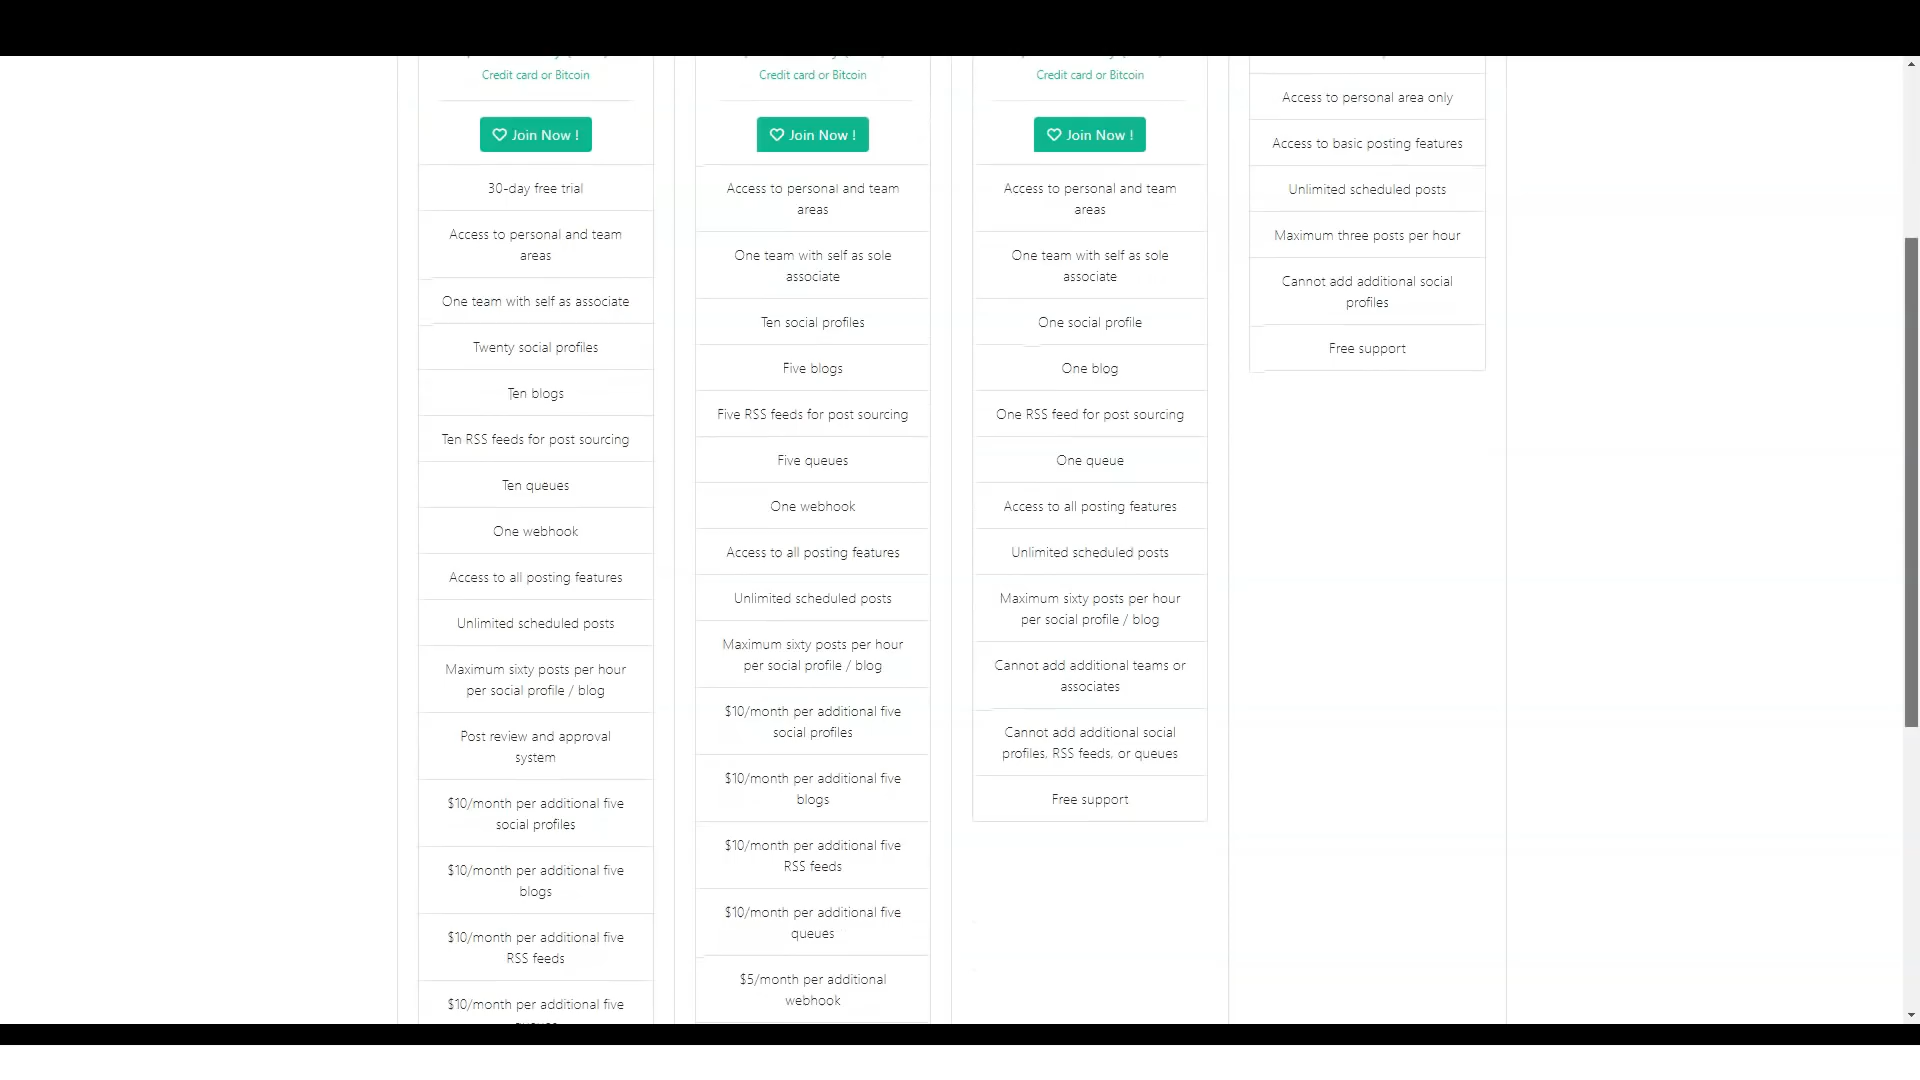 Credit card or Bitcoin
Join Now !
30-day free trial
Access to personal and team
areas
One team with self as associate
Twenty social profiles
Ten blogs
Ten RSS feeds for post sourcing
Ten queues
One webhook
Access to all posting features
Unlimited scheduled posts
Maximum sixty posts per hour
per social profile / blog
Post review and approval
system
$10/month per additional five
social profiles
$10/month per additional five
blogs
$10/month per additional five
RSS feeds
$10/month per additional five
Credit card or Bitcoin
Join Now !
Access to personal and team
areas
One team with self as sole
associate
Ten social profiles
Five blogs
Five RSS feeds for post sourcing
Five queues
One webhook
Access to all posting features
Unlimited scheduled posts
Maximum sixty posts per hour
per social profile / blog
$10/month per additional five
social profiles
$10/month per additional five
blogs
$10/month per additional five
RSS feeds
$10/month per additional five
queues
$5/month per additional
webhook
Credit card or Bitcoin
Join Now !
Access to personal and team
areas
One team with self as sole
associate
One social profile
One blog
One RSS feed for post sourcing
One queue
Access to all posting features
Unlimited scheduled posts
Maximum sixty posts per hour
per social profile / blog
Cannot add additional teams or
associates
Cannot add additional social
profiles, RSS feeds, or queues
Free support
Access to personal area only
Access to basic posting features
Unlimited scheduled posts
Maximum three posts per hour
Cannot add additional social
profiles
Free support